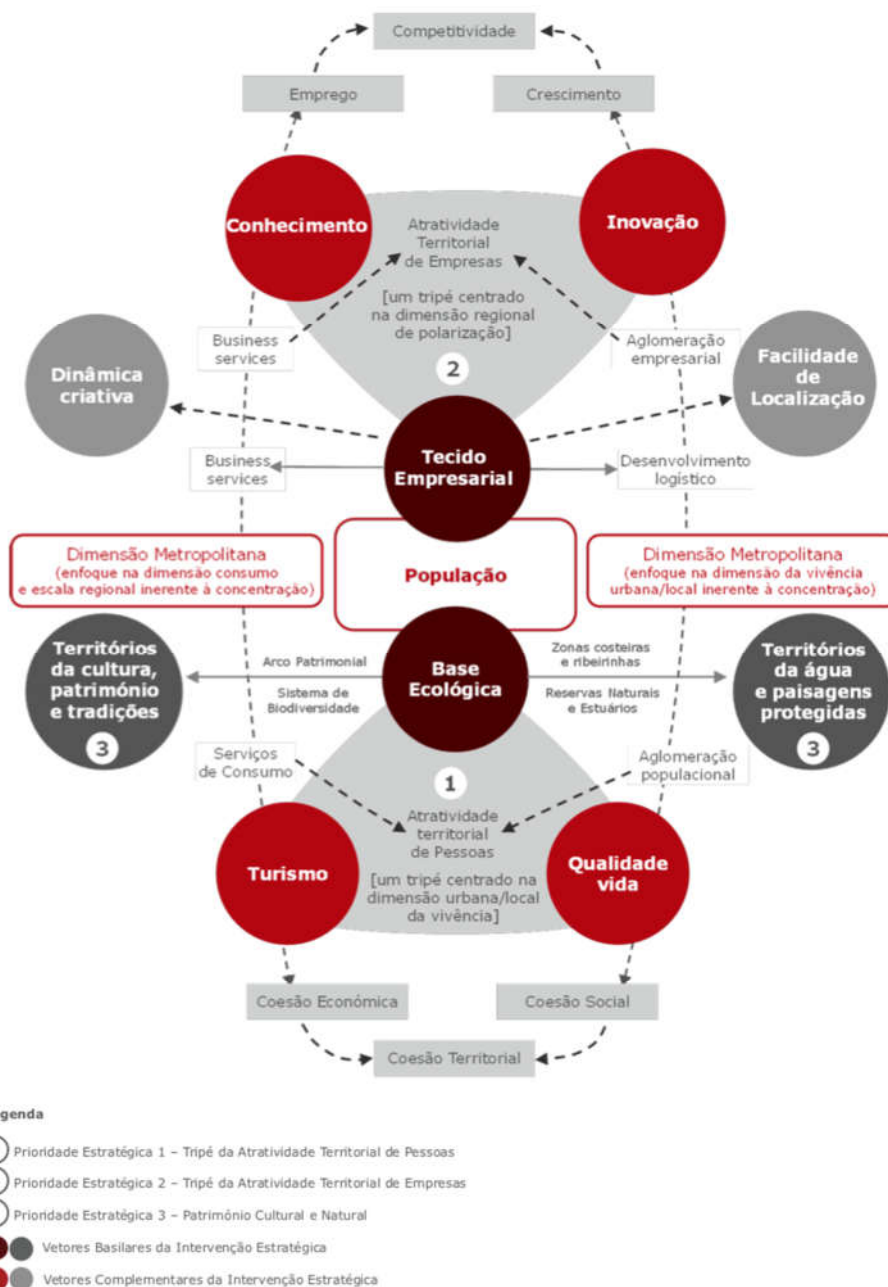 Competitividade
Emprego
Crescimento
Conhecimento
Atratividade
Territorial
de Empresas
Inovação
[um tripé centrado
na dimensão regional
de polarização]
Business
services
Aglomeração
empresarial
2
Dinâmica
criativa
Facilidade
de
Localização
Business
services
Tecido
Empresarial
Desenvolvimento
logístico
Dimensão Metropolitana
(enfoque na dimensão consumo
e escala regional inerente à concentração)
População
Dimensão Metropolitana
(enfoque na dimensão da vivência
urbana/local inerente à concentração)
Territórios
da cultura,
património
e tradições
3
Arco Patrimonial
Sistema de
Biodiversidade
Base
Ecológica
Zonas costeiras
e ribeirinhas
Reservas Naturais
e Estuários
Territórios
da água
e paisagens
protegidas
3
Serviços
de Consumo
1
Aglomeração
populacional
Atratividade
territorial
de Pessoas
Turismo
[um tripé centrado na
dimensão urbana/local
da vivência]
Qualidade
vida
Coesão Económica
Coesão Social
Coesão Territorial
genda
Prioridade Estratégica 1 – Tripé da Atratividade Territorial de Pessoas
Prioridade Estratégica 2 – Tripé da Atratividade Territorial de Empresas
Prioridade Estratégica 3 – Património Cultural e Natural
Vetores Basilares da Intervenção Estratégica
Vetores Complementares da Intervenção Estratégica